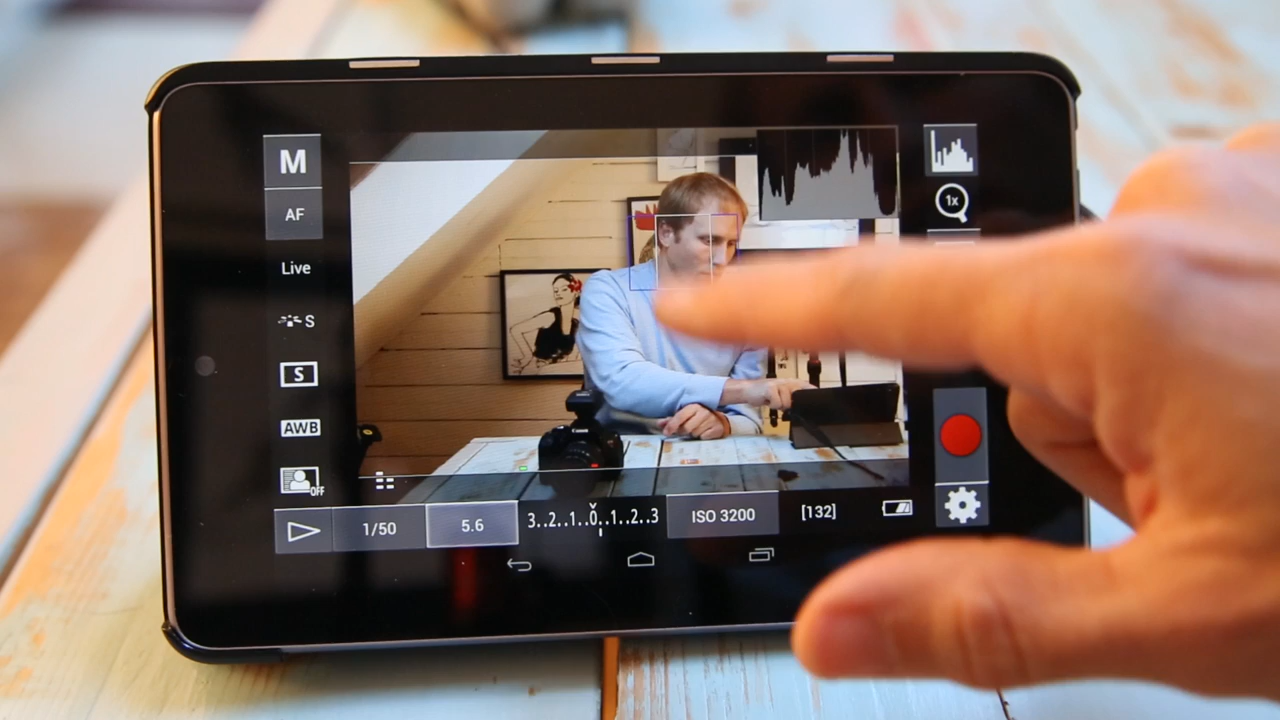 M
AF
Live
S
S
AWB
OFF
1x
1/50
5.6
3..2..1..0..1..2..3
ISO 3200
[132]
Canon